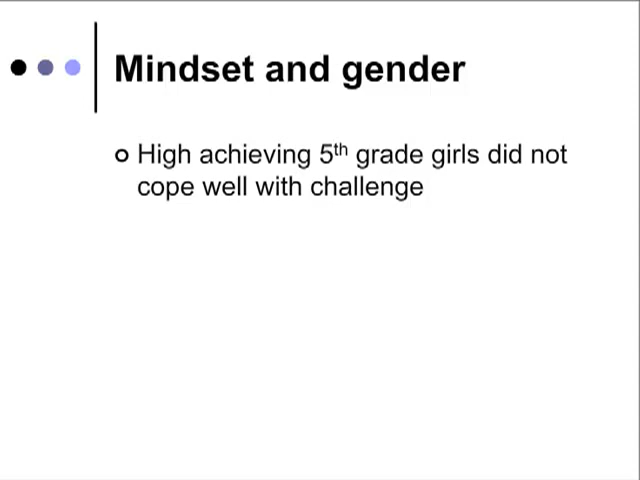 Mindset and gender
High achieving 5th grade girls did not
cope well with challenge